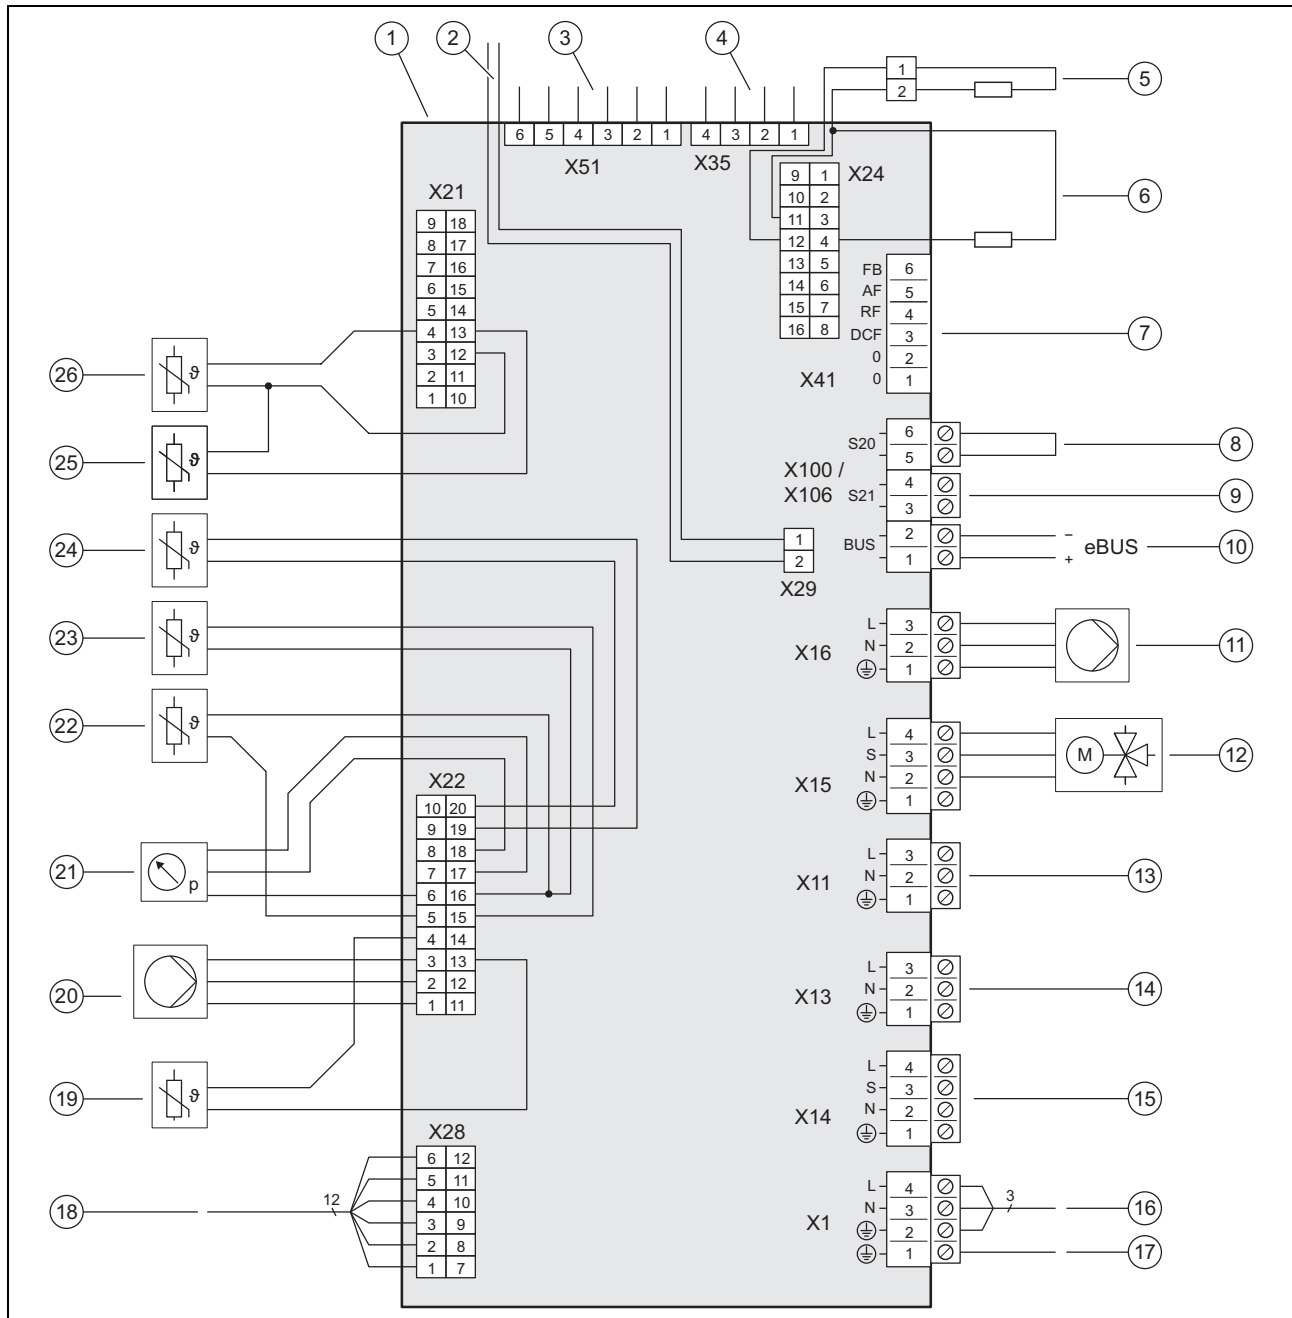 1
2
3
4
5
6
7
8
9
10
11
12
13
14
15
16
17
18
19
20
21
22
23
24
25
26
6 5 4 3 2 1
X51
4 3 2 1
X35
1
2
X24
9 1
10 2
11 3
12 4
13 5
14 6
15 7
16 8
X21
9 18
8 17
7 16
6 15
5 14
4 13
3 12
2 11
1 10
X41
FB 6
AF 5
RF 4
DCF 3
0 2
0 1
X100 /
X106
S20
6
5
S21
4
3
BUS
2
1
− eBUS
+
1
2
X29
X16
L 3
N 2
1
X15
L 4
S 3
N 2
1
M
X11
L 3
N 2
1
X13
L 3
N 2
1
X14
L 4
S 3
N 2
1
X1
L 4
N 3
2
1
3
ϑ
ϑ
ϑ
ϑ
ϑ
p
ϑ
X22
10 20
9 19
8 18
7 17
6 16
5 15
4 14
3 13
2 12
1 11
X28
6 12
5 11
4 10
3 9
2 8
1 7
12